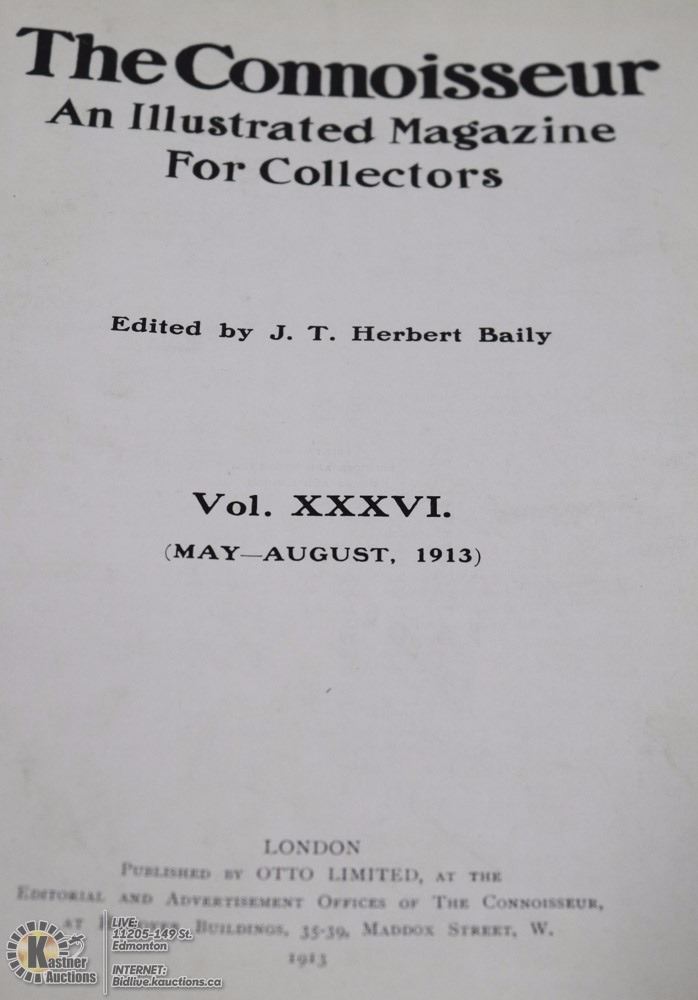 The Connoisseur
An Illustrated Magazine
For Collectors
Edited by J. T. Herbert Baily
Vol. XXXVI.
(MAY—AUGUST, 1913)
LONDON
PUBLISHED BY OTTO LIMITED, AT THE
EDITORIAL AND ADVERTISEMENT OFFICES OF THE CONNOISSEUR,
AT BUILDINGS, 35-39, MADDOX STREET, W.
1913
Kastner
Auctions
LIVE:
11205-149 St.
Edmonton
INTERNET:
Bidlive.kauctions.ca